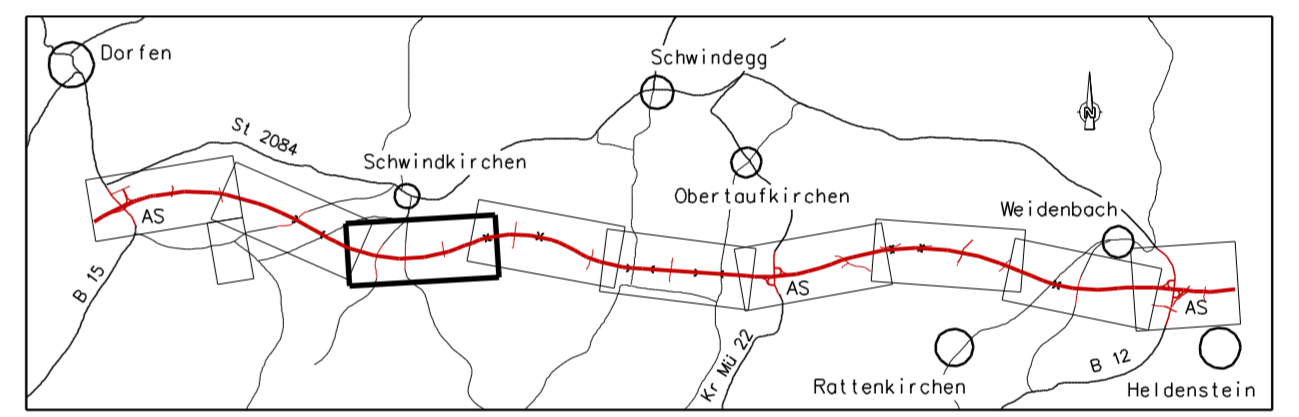 Dorfen
Schwindegg
N
St 2084
Schwindkirchen
Obertaufkirchen
Weidenbach
AS
B 15
AS
AS
Kr Mü 22
B 12
Rattenkirchen
Heldenstein